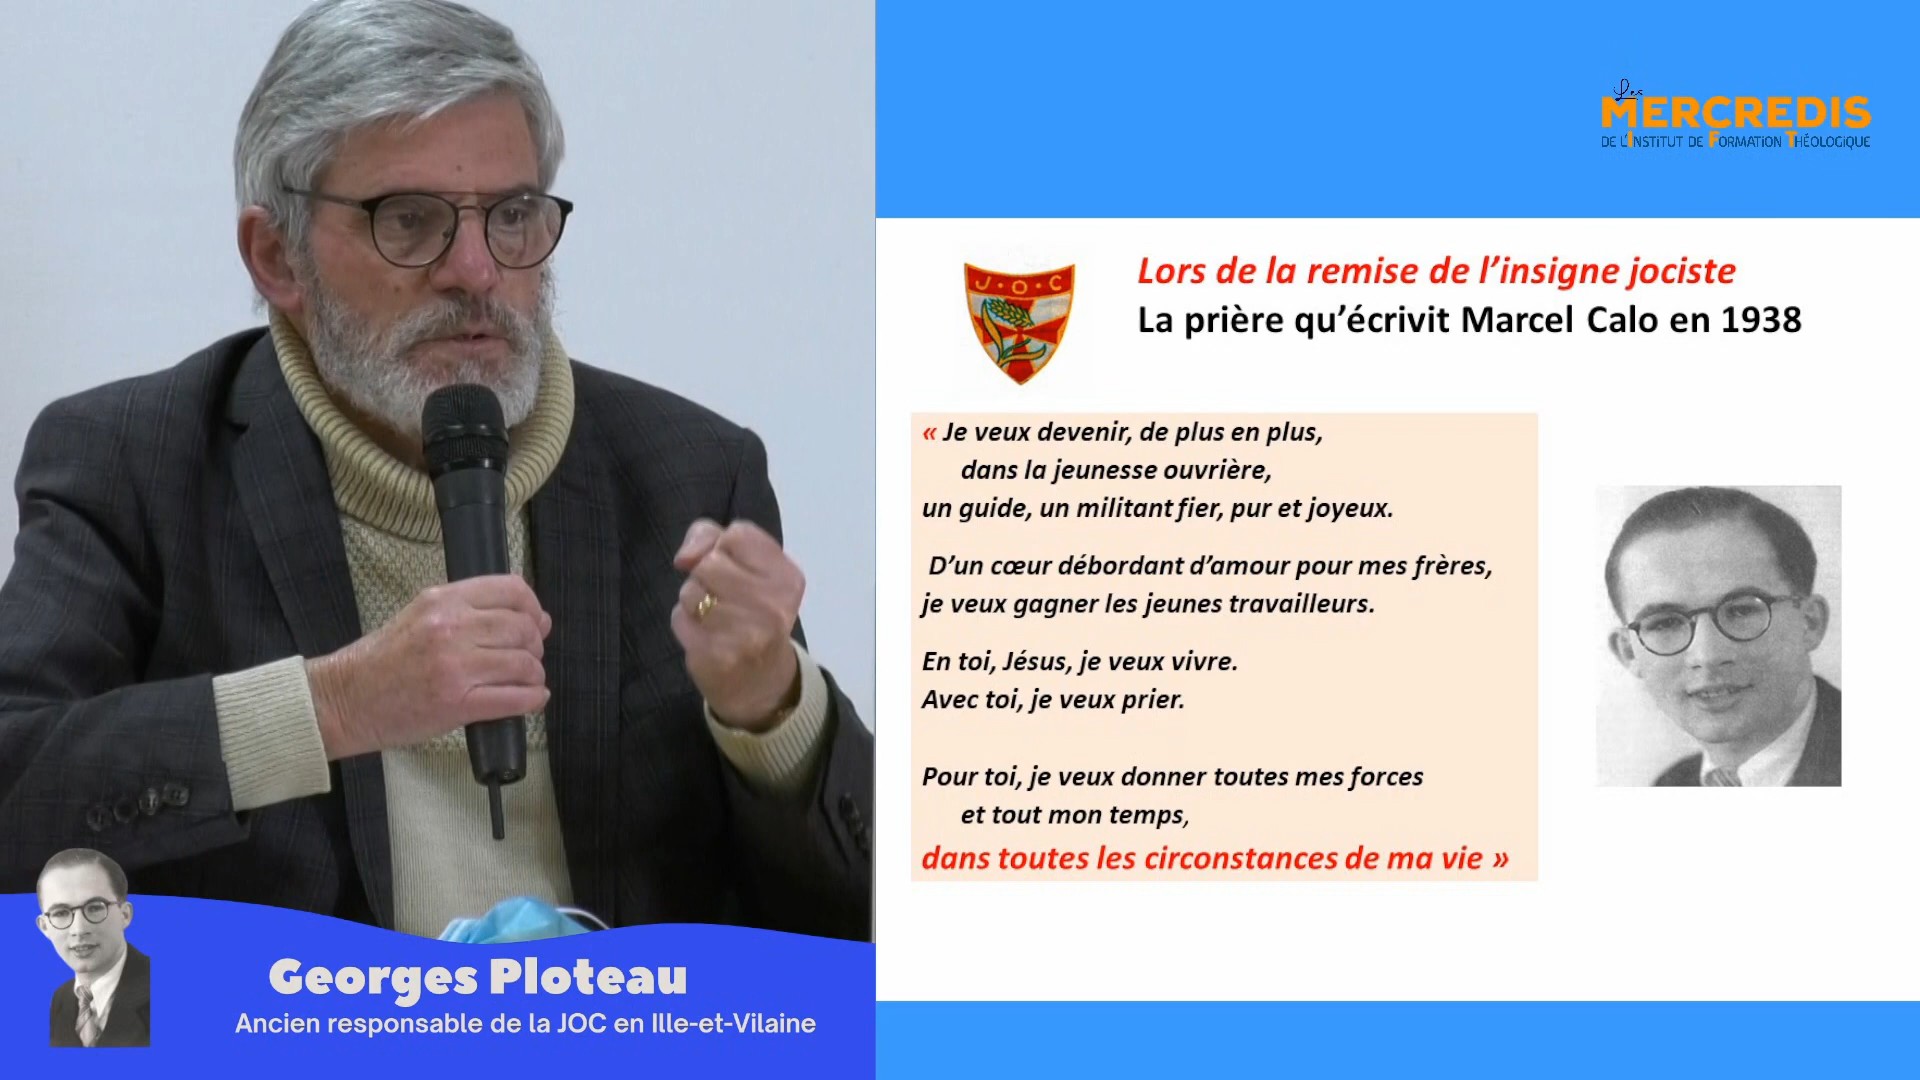 Les
MERCREDIS
DE L'INSTITUT DE FORMATION THÉOLOGIQUE
J.O.C
Lors de la remise de l'insigne jociste
La prière qu'écrivit Marcel Calo en 1938
« Je veux devenir, de plus en plus,
dans la jeunesse ouvrière,
un guide, un militant fier, pur et joyeux.
D'un cœur débordant d'amour pour mes frères,
je veux gagner les jeunes travailleurs.
En toi, Jésus, je veux vivre.
Avec toi, je veux prier.
Pour toi, je veux donner toutes mes forces
et tout mon temps,
dans toutes les circonstances de ma vie »
Georges Ploteau
Ancien responsable de la JOC en Ille-et-Vilaine